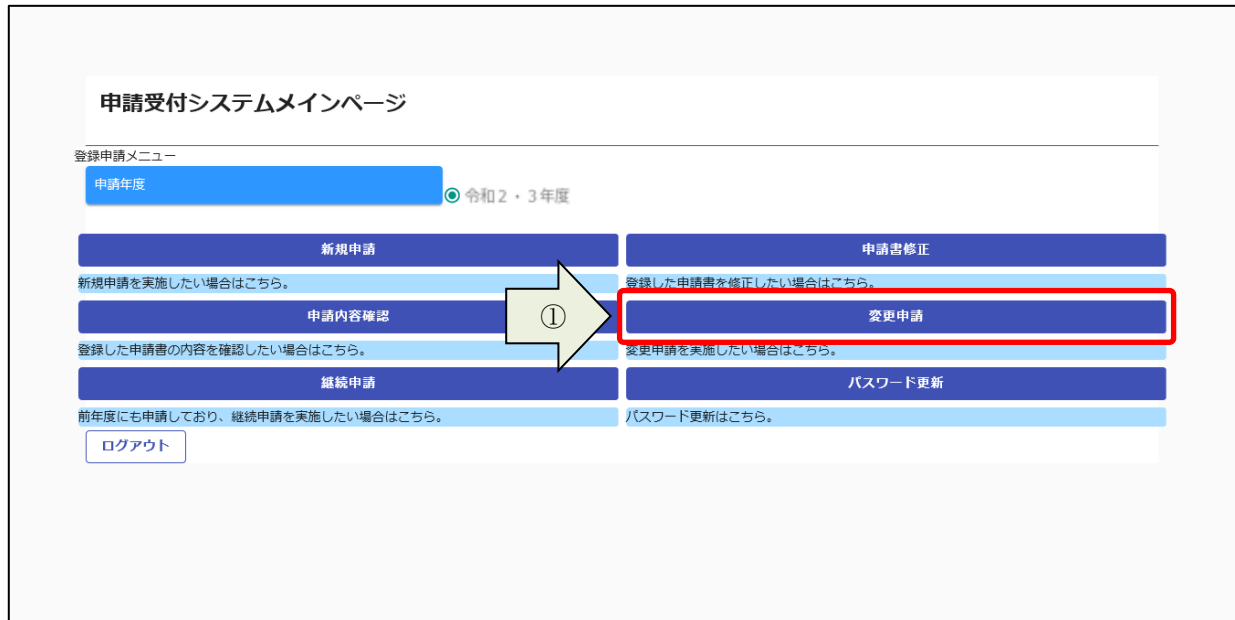 申請受付システムメインページ
登録申請メニュー
申請年度
令和2・3年度
新規申請
申請書修正
新規申請を実施したい場合はこちら。
登録した申請書を修正したい場合はこちら。
申請内容確認
①
変更申請
登録した申請書の内容を確認したい場合はこちら。
変更申請を実施したい場合はこちら。
継続申請
パスワード更新
前年度にも申請しており、継続申請を実施したい場合はこちら。
パスワード更新はこちら。
ログアウト